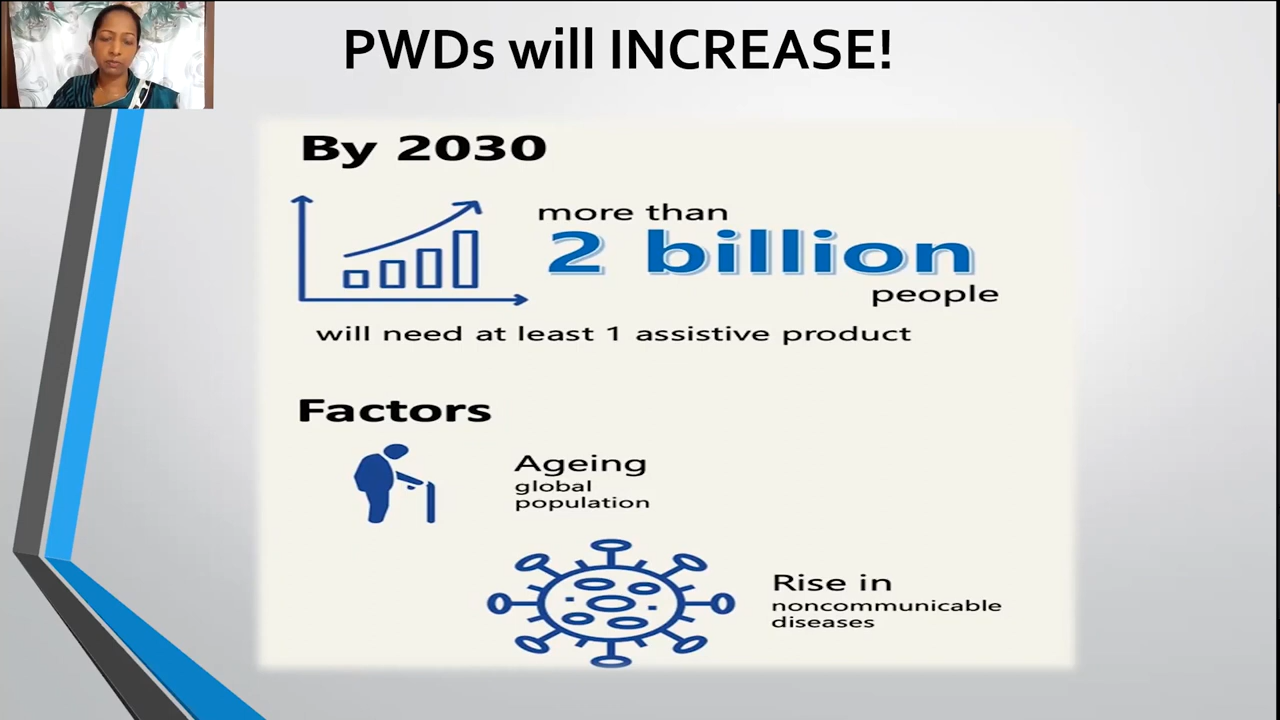 PWDs will INCREASE!
By 2030
more than
2 billion
people
will need at least 1 assistive product
Factors
Ageing
global
population
Rise in
noncommunicable
diseases